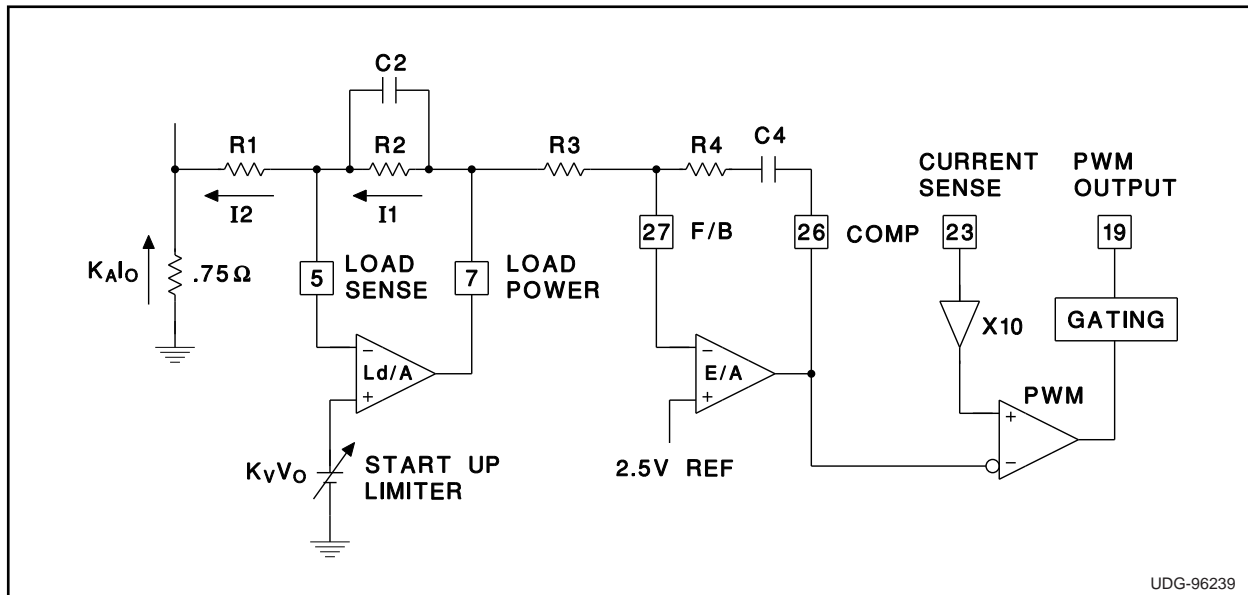 C2
R1
R2
R3
R4
C4
I2
I1
CURRENT
SENSE
PWM
OUTPUT
27
F/B
26
COMP
23
19
KAIO
.75Ω
5
LOAD
SENSE
7
LOAD
POWER
X10
GATING
−
Ld/A
+
−
E/A
+
PWM
+
−
KVVO
START UP
LIMITER
2.5V REF
UDG-96239